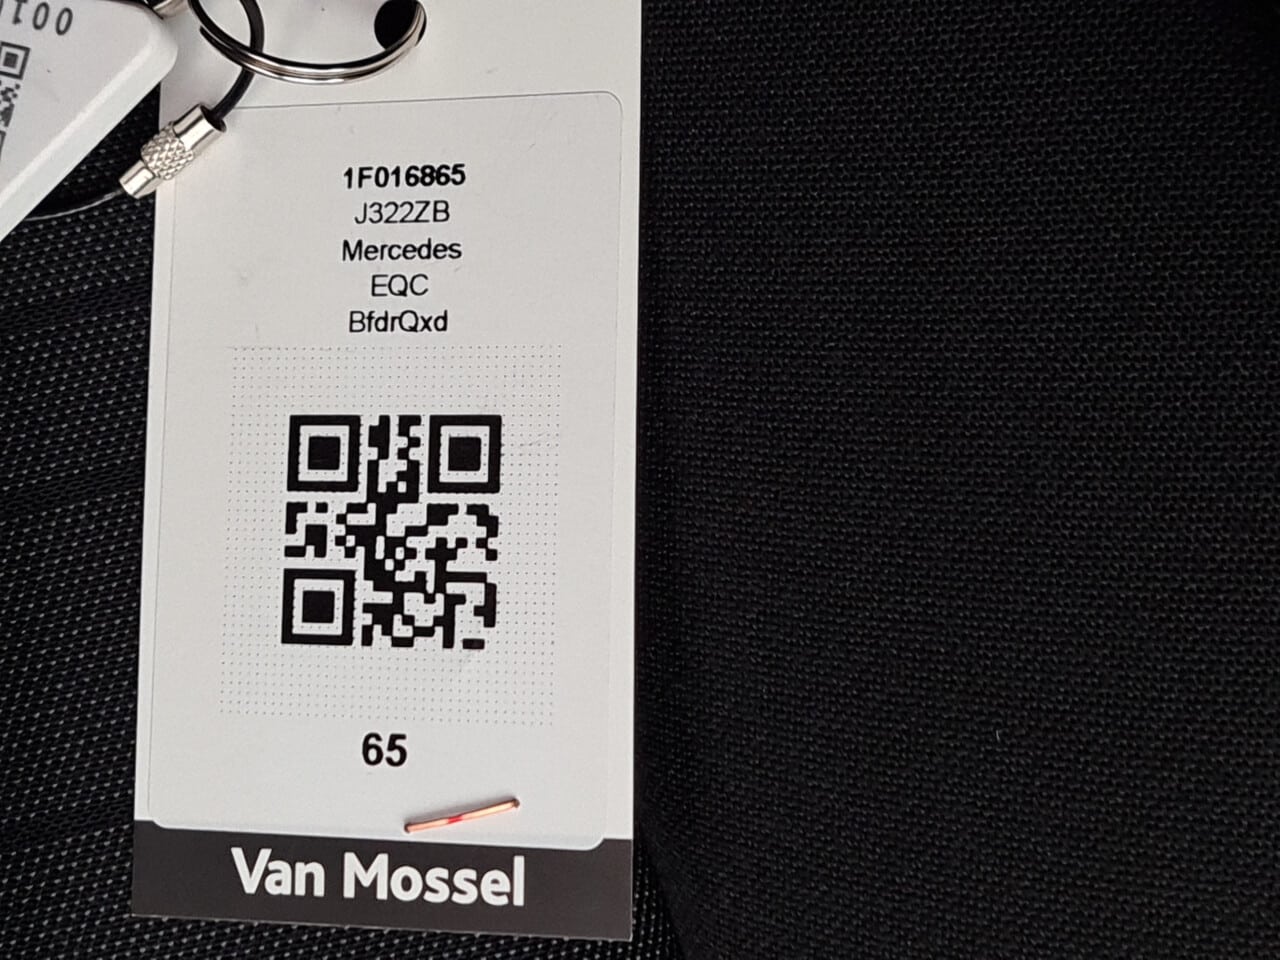 1F016865
J322ZB
Mercedes
EQC
BfdrQxd
65
Van Mossel